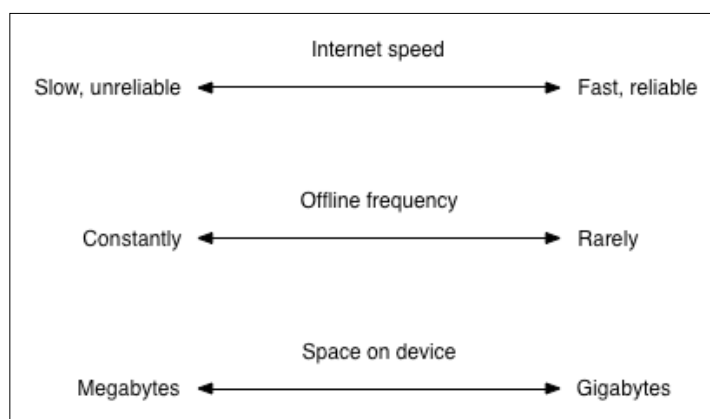 Internet speed
Slow, unreliable Fast, reliable
Offline frequency
Constantly Rarely
Space on device
Megabytes Gigabytes